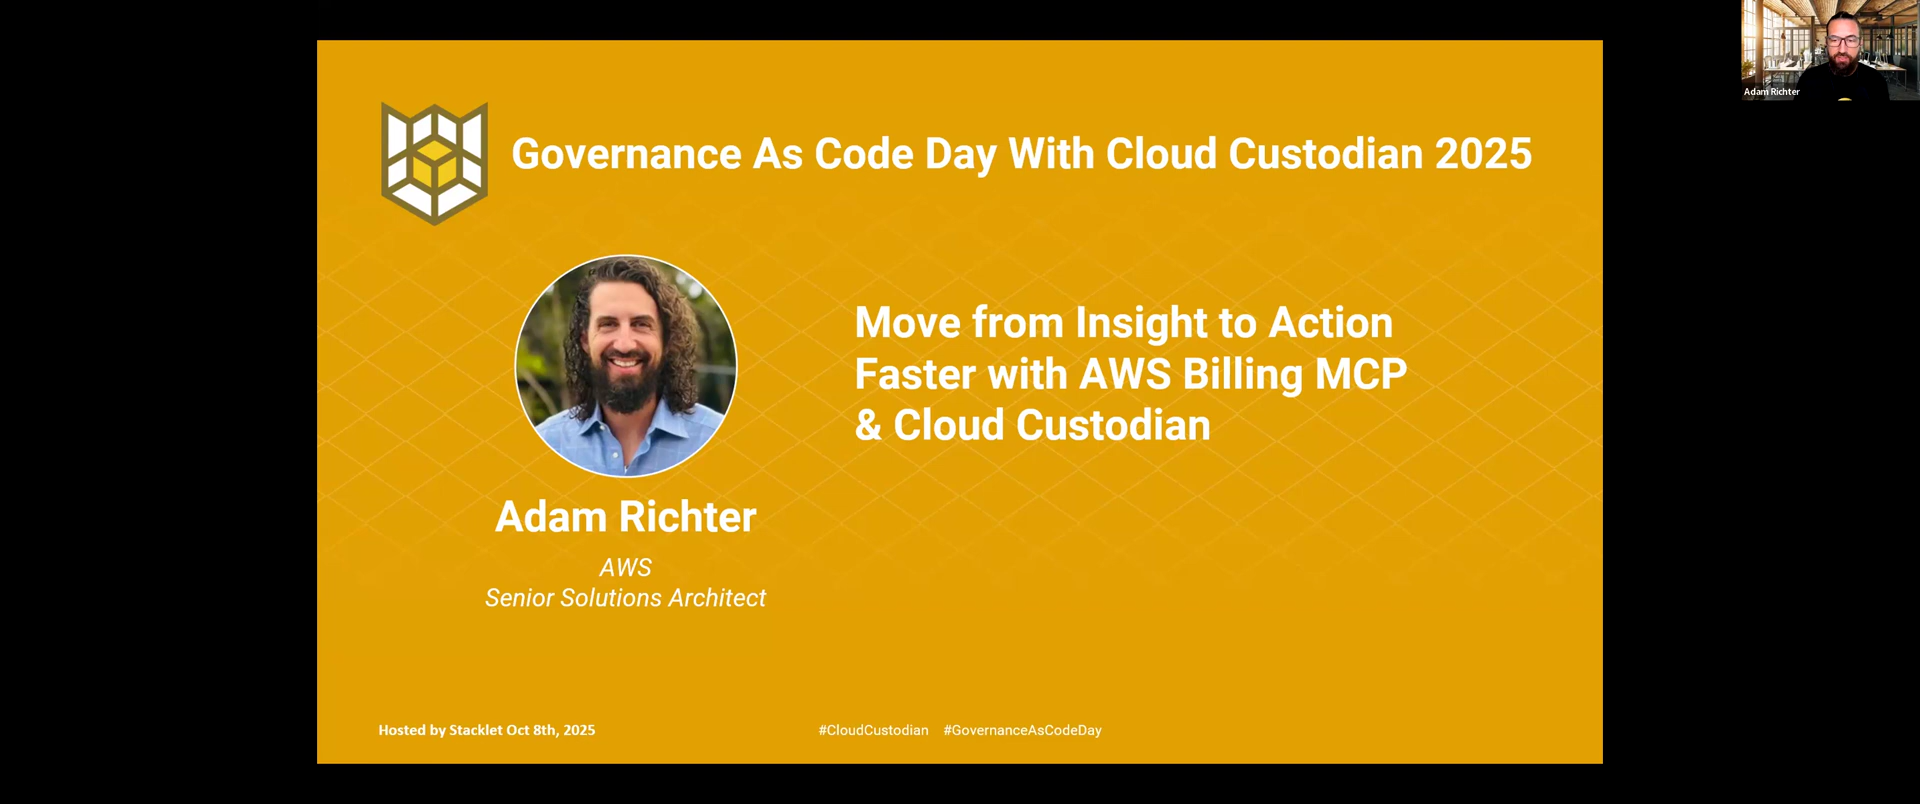 Adam Richter
Governance As Code Day With Cloud Custodian 2025
Move from Insight to Action
Faster with AWS Billing MCP
& Cloud Custodian
Adam Richter
AWS
Senior Solutions Architect
Hosted by Stacklet Oct 8th, 2025
#CloudCustodian #GovernanceAsCodeDay